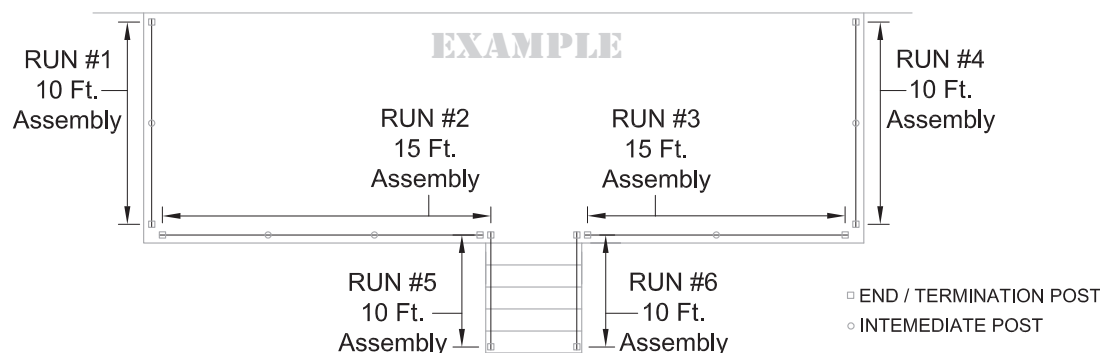 EXAMPLE
RUN #1
10 Ft.
Assembly
RUN #2
15 Ft.
Assembly
RUN #3
15 Ft.
Assembly
RUN #4
10 Ft.
Assembly
RUN #5
10 Ft.
Assembly
RUN #6
10 Ft.
Assembly
END / TERMINATION POST
INTEMEDIATE POST